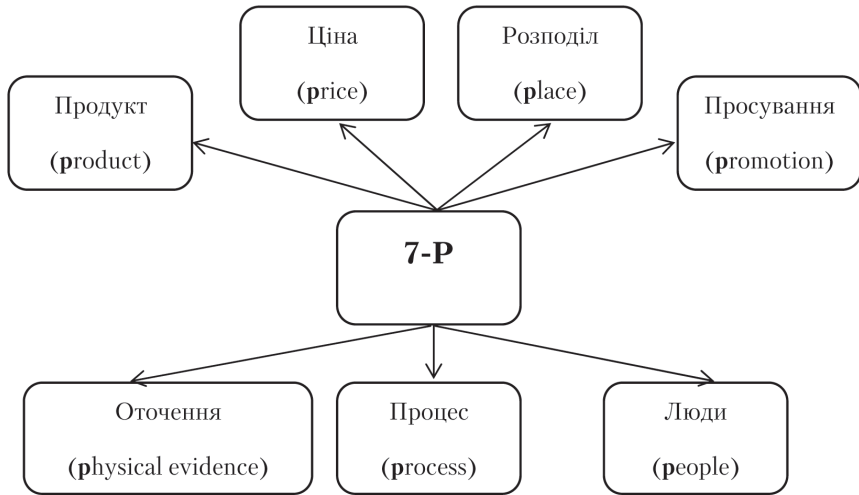 Ціна
(price)
Розподіл
(place)
Продукт
(product)
Просування
(promotion)
7-Р
Оточення
(physical evidence)
Процес
(process)
Люди
(people)